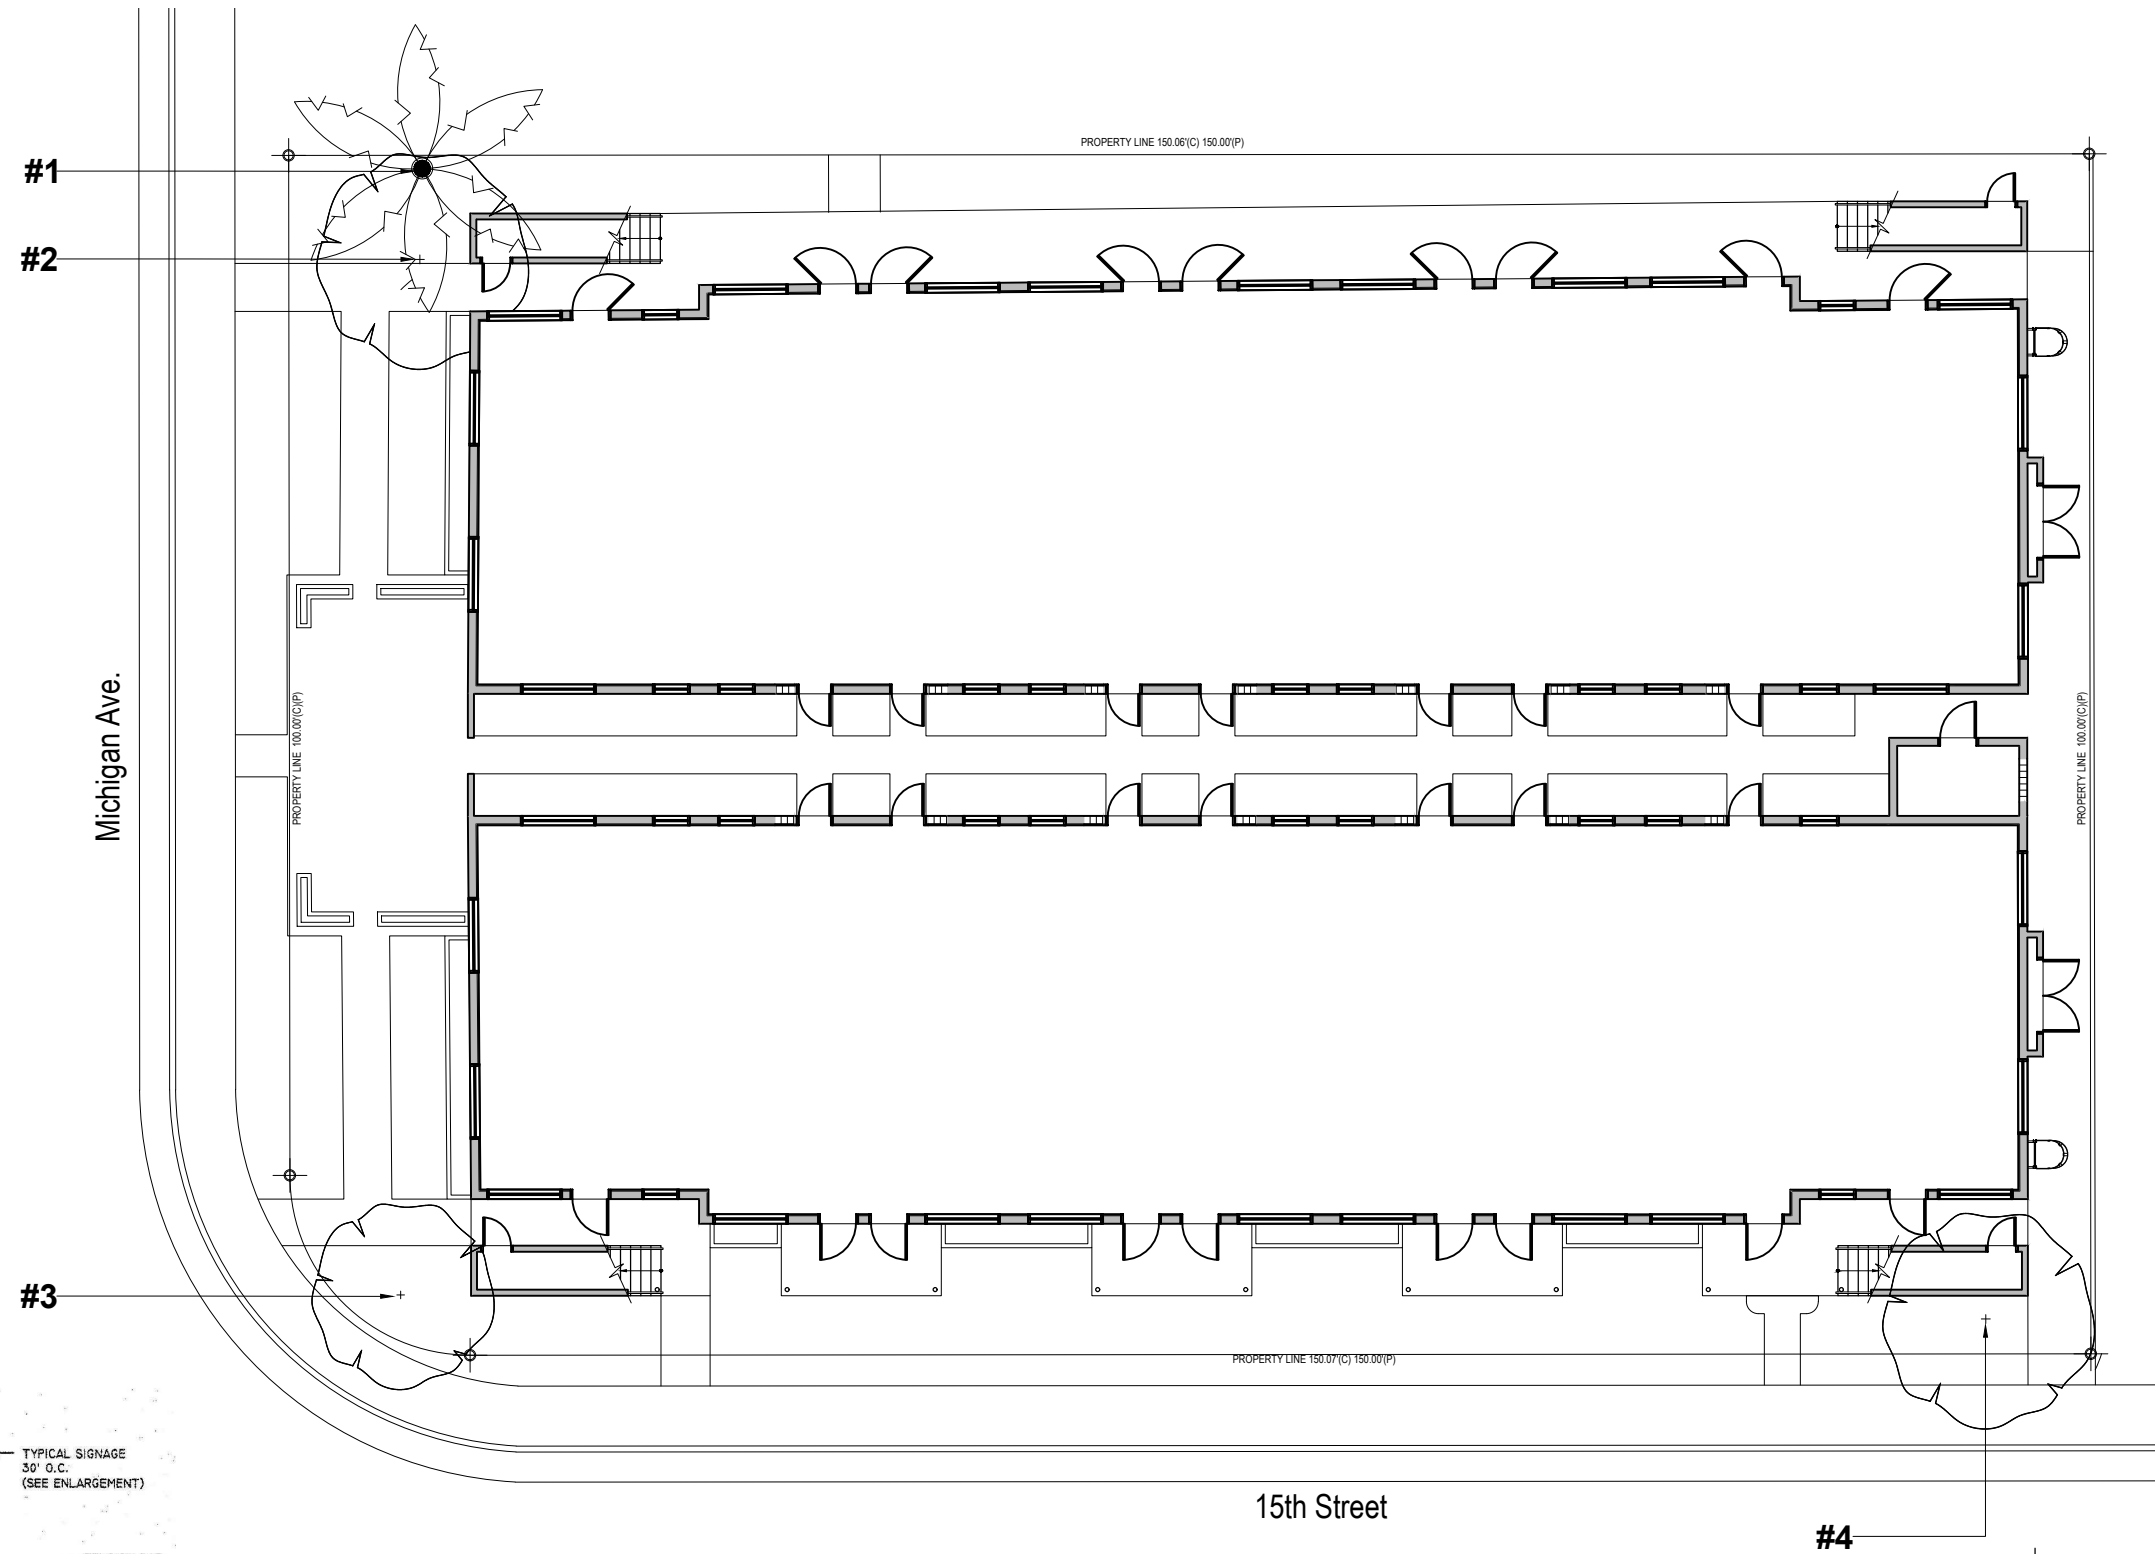 PROPERTY LINE 150.06'(C) 150.00'(P)
#1
#2
Michigan Ave.
PROPERTY LINE 100.00'(C)(P)
PROPERTY LINE 100.00'(C)(P)
#3
PROPERTY LINE 150.07'(C) 150.00'(P)
TYPICAL SIGNAGE
30' O.C.
(SEE ENLARGEMENT)
15th Street
#4